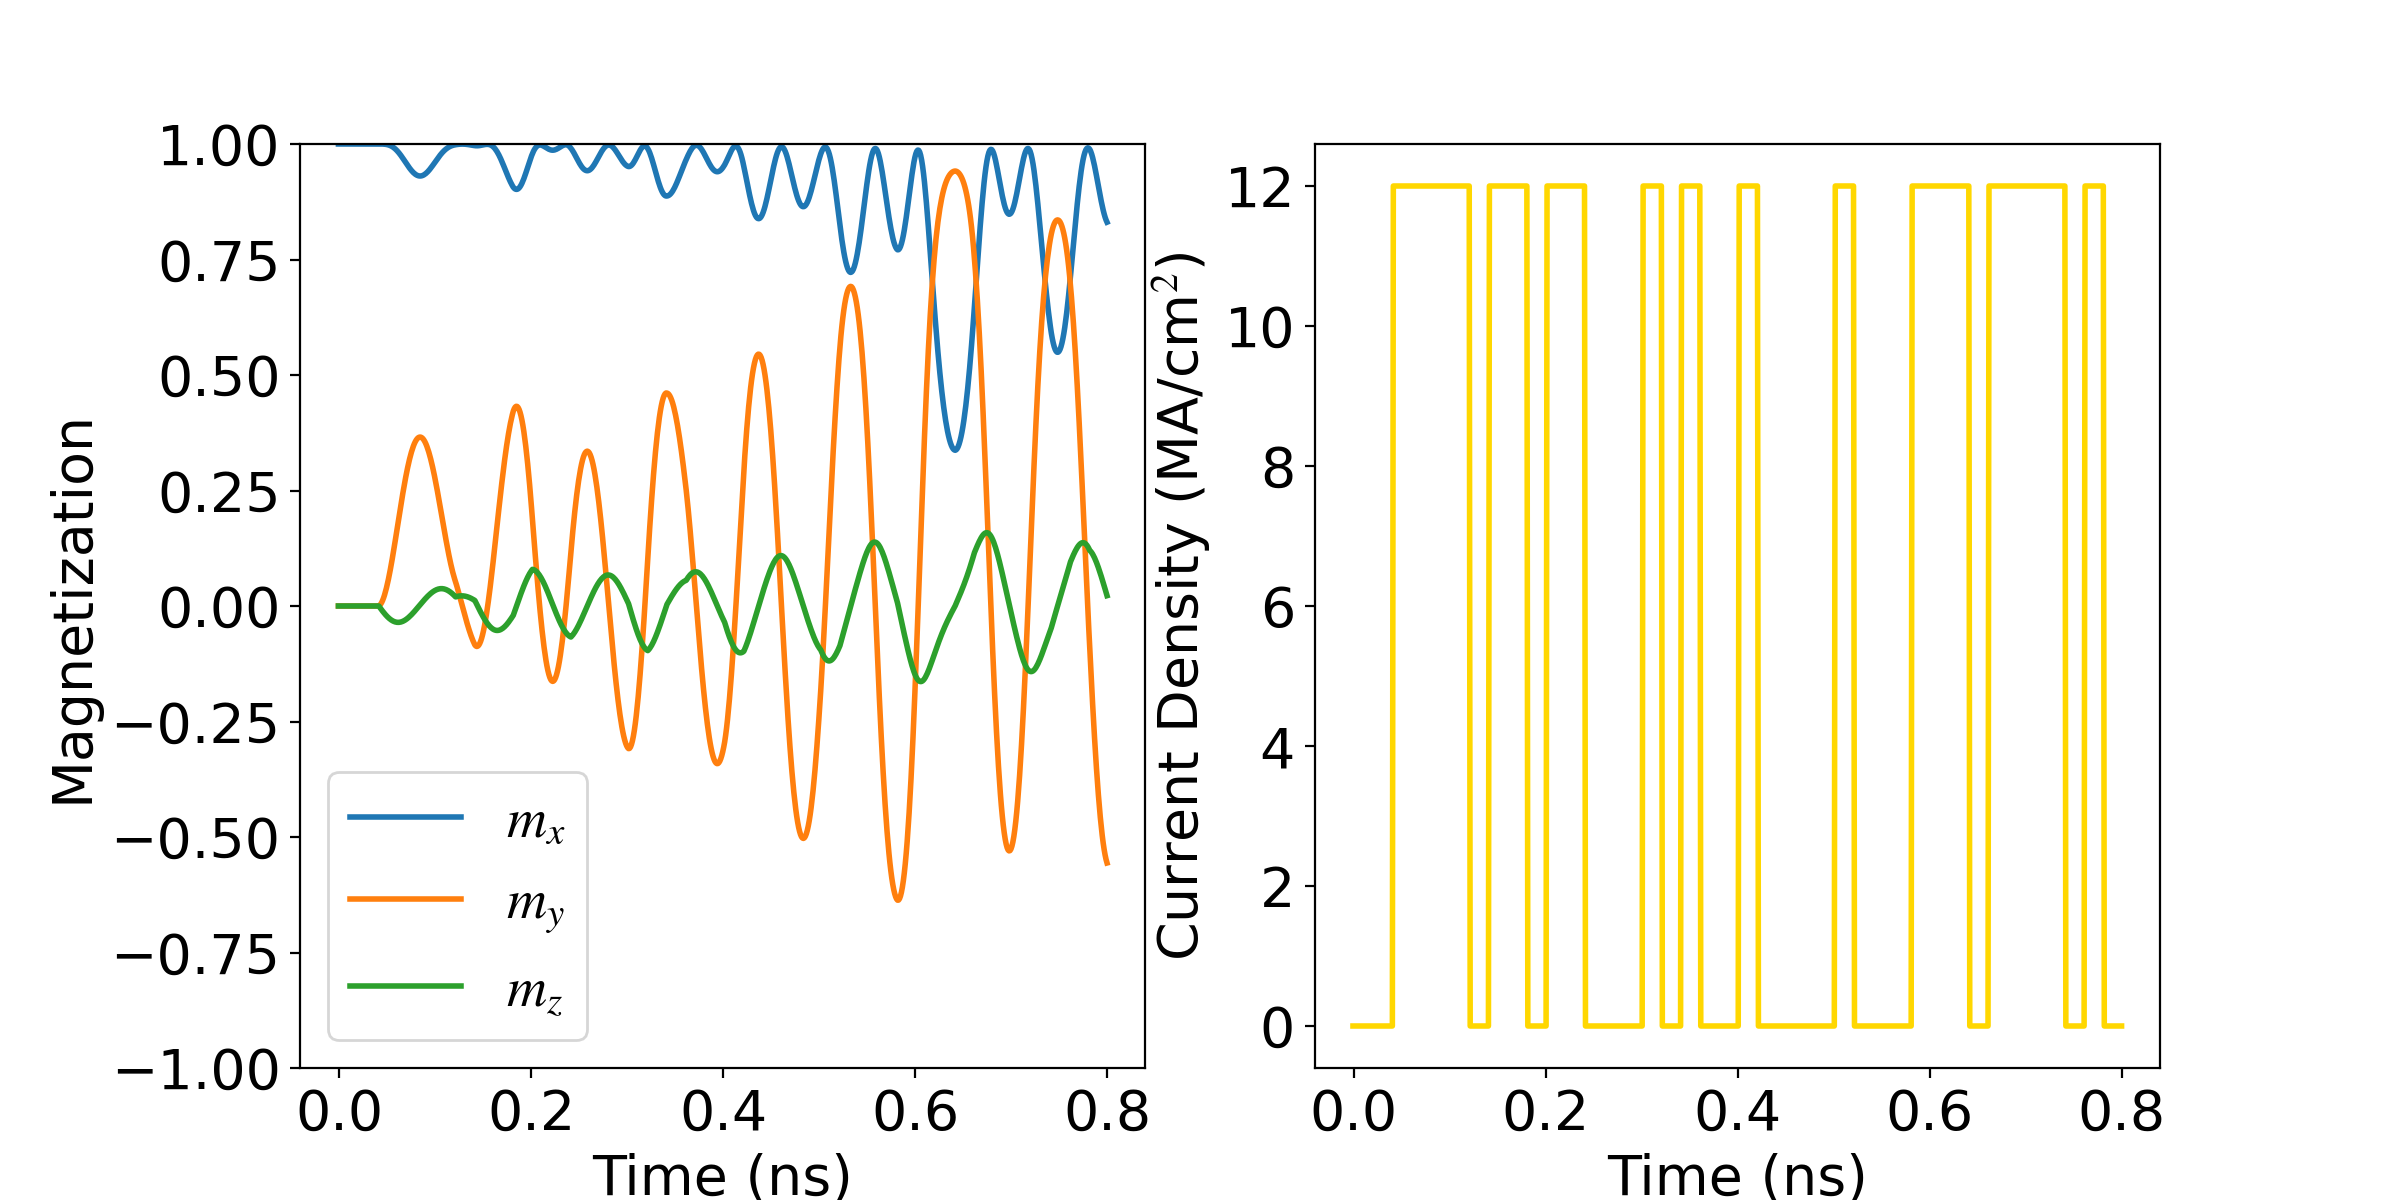 Magnetization
1.00
0.75
0.50
0.25
0.00
−0.25
−0.50
−0.75
−1.00
m_x
m_y
m_z
0.0 0.2 0.4 0.6 0.8
Time (ns)
Current Density (MA/cm²)
12
10
8
6
4
2
0
0.0 0.2 0.4 0.6 0.8
Time (ns)